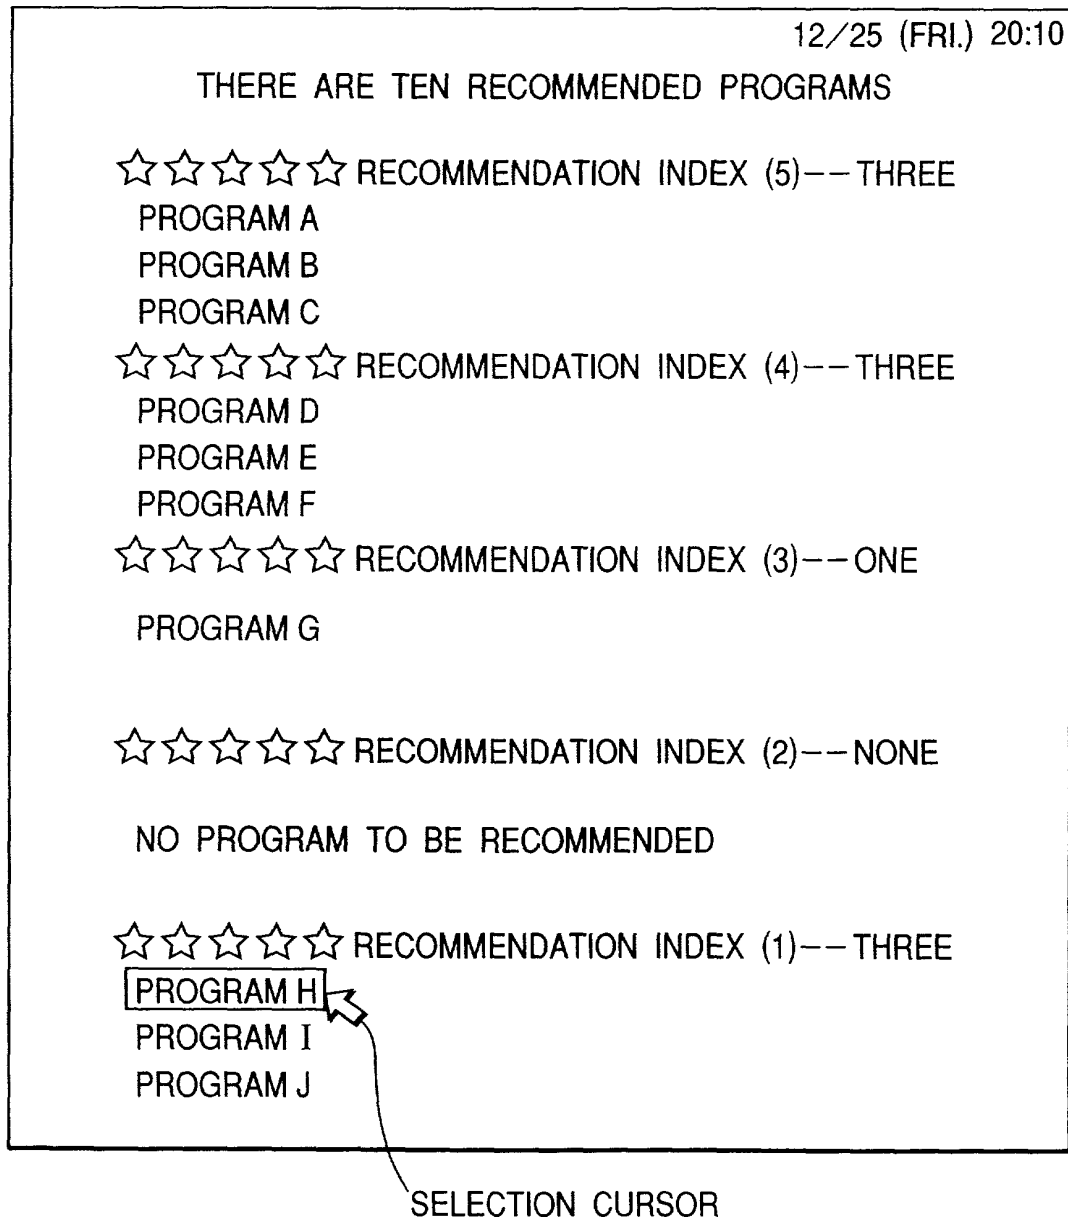 12/25 (FRI.) 20:10
THERE ARE TEN RECOMMENDED PROGRAMS
☆☆☆☆☆ RECOMMENDATION INDEX (5)−−THREE
PROGRAM A
PROGRAM B
PROGRAM C
☆☆☆☆☆ RECOMMENDATION INDEX (4)−−THREE
PROGRAM D
PROGRAM E
PROGRAM F
☆☆☆☆☆ RECOMMENDATION INDEX (3)−−ONE
PROGRAM G
☆☆☆☆☆ RECOMMENDATION INDEX (2)−−NONE
NO PROGRAM TO BE RECOMMENDED
☆☆☆☆☆ RECOMMENDATION INDEX (1)−−THREE
PROGRAM H
PROGRAM I
PROGRAM J
SELECTION CURSOR